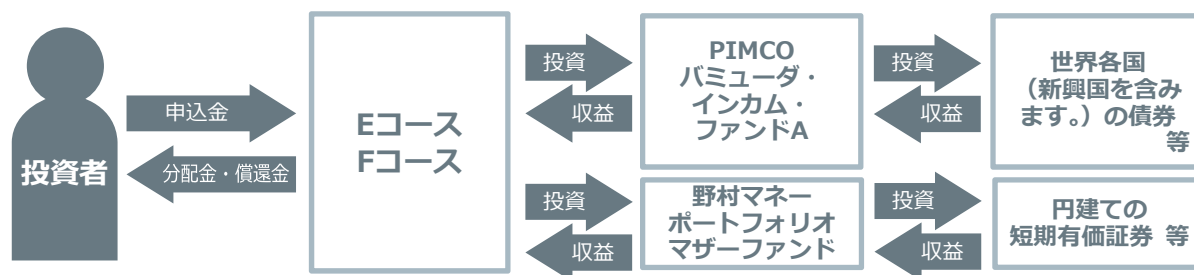 投資者
申込金
分配金・償還金
Eコース
Fコース
投資
収益
PIMCO
バミューダ・
インカム・
ファンドA
投資
収益
世界各国
（新興国を含み
ます。）の債券
等
投資
収益
野村マネー
ポートフォリオ
マザーファンド
投資
収益
円建ての
短期有価証券 等